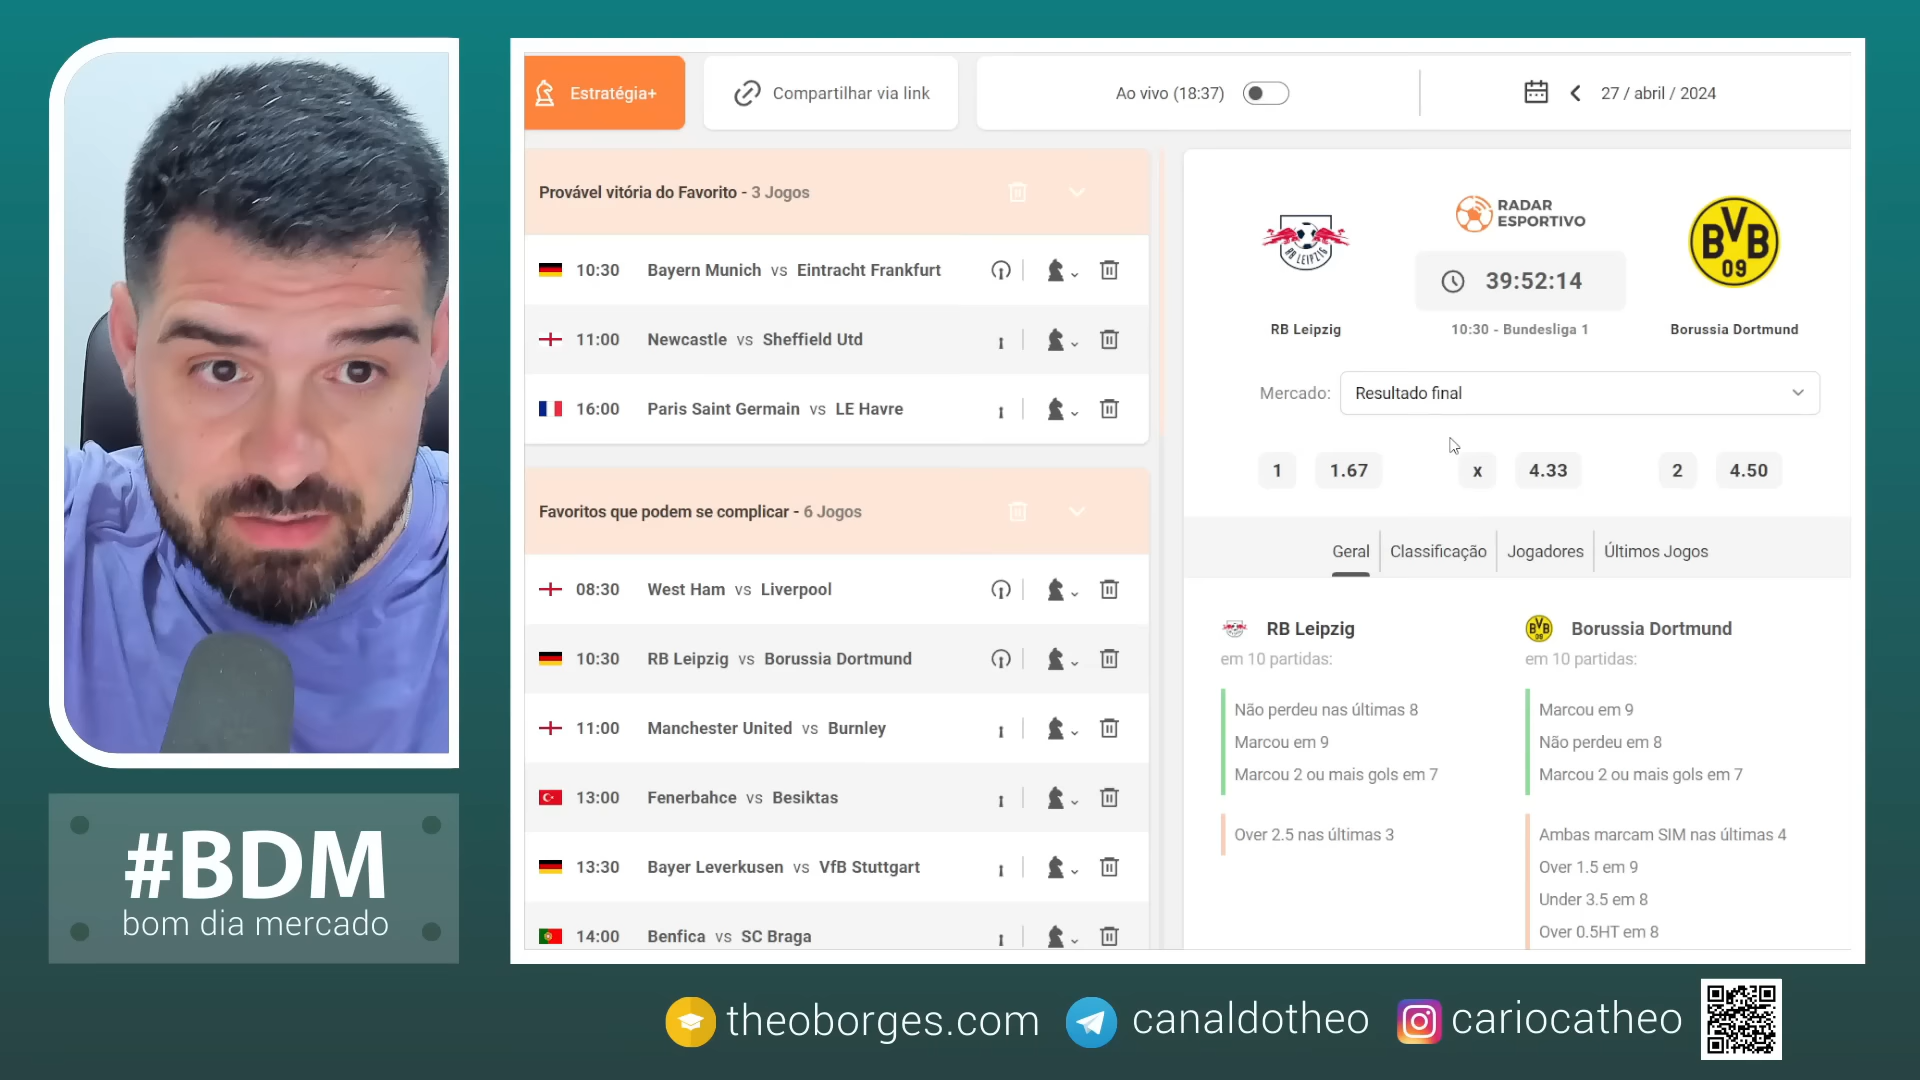 Estratégia+
Compartilhar via link
Ao vivo (18:37)
27 / abril / 2024
Provável vitória do Favorito - 3 Jogos
10:30 Bayern Munich vs Eintracht Frankfurt
11:00 Newcastle vs Sheffield Utd
16:00 Paris Saint Germain vs LE Havre
Favoritos que podem se complicar - 6 Jogos
08:30 West Ham vs Liverpool
10:30 RB Leipzig vs Borussia Dortmund
11:00 Manchester United vs Burnley
13:00 Fenerbahce vs Besiktas
13:30 Bayer Leverkusen vs VfB Stuttgart
14:00 Benfica vs SC Braga
RB LEIPZIG
RADAR
ESPORTIVO
BVB
09
39:52:14
RB Leipzig
10:30 - Bundesliga 1
Borussia Dortmund
Mercado: Resultado final
1 1.67 x 4.33 2 4.50
Geral Classificação Jogadores Últimos Jogos
RB Leipzig
em 10 partidas:
Não perdeu nas últimas 8
Marcou em 9
Marcou 2 ou mais gols em 7
Over 2.5 nas últimas 3
BVB
09
Borussia Dortmund
em 10 partidas:
Marcou em 9
Não perdeu em 8
Marcou 2 ou mais gols em 7
Ambas marcam SIM nas últimas 4
Over 1.5 em 9
Under 3.5 em 8
Over 0.5HT em 8
#BDM
bom dia mercado
theoborges.com
canaldotheo
cariocatheo